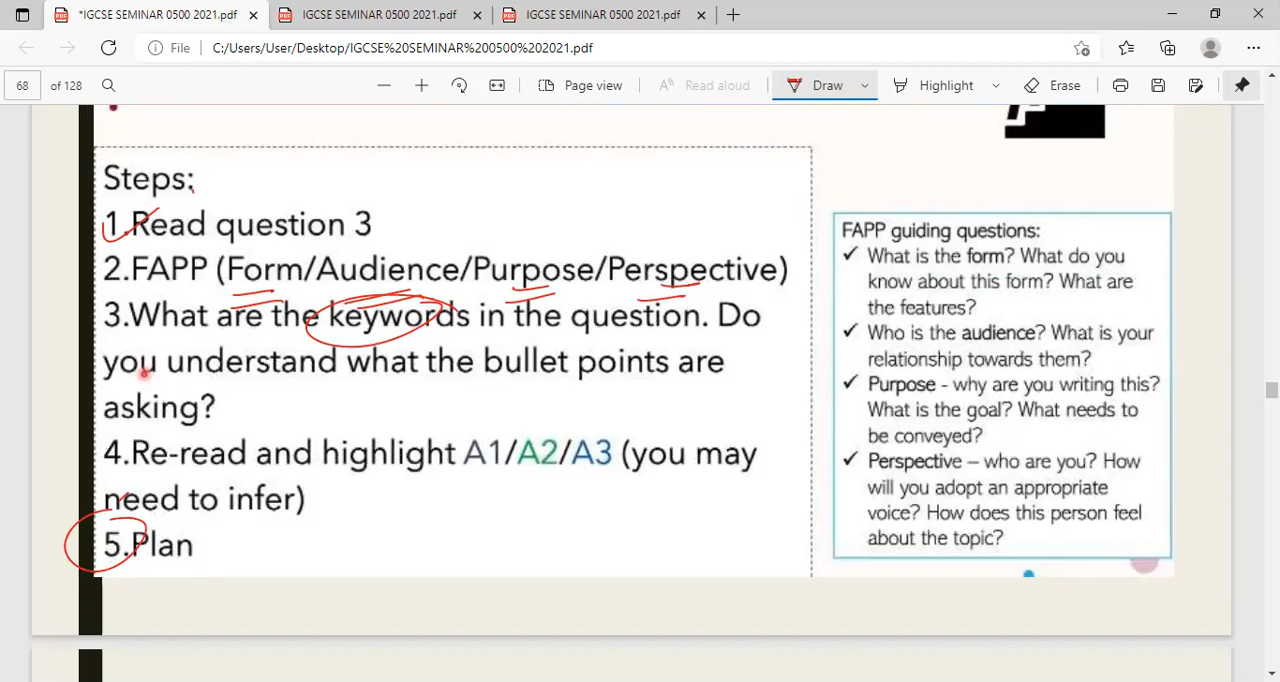 *IGCSE SEMINAR 0500 2021.pdf
IGCSE SEMINAR 0500 2021.pdf
IGCSE SEMINAR 0500 2021.pdf
File
C:/Users/User/Desktop/IGCSE%20SEMINAR%200500%202021.pdf
68 of 128
Page view
Read aloud
Draw
Highlight
Erase
Steps:
1.Read question 3
2.FAPP (Form/Audience/Purpose/Perspective)
3.What are the keywords in the question. Do
you understand what the bullet points are
asking?
4.Re-read and highlight A1/A2/A3 (you may
need to infer)
5.Plan
FAPP guiding questions:
✓ What is the form? What do you
know about this form? What are
the features?
✓ Who is the audience? What is your
relationship towards them?
✓ Purpose - why are you writing this?
What is the goal? What needs to
be conveyed?
✓ Perspective – who are you? How
will you adopt an appropriate
voice? How does this person feel
about the topic?